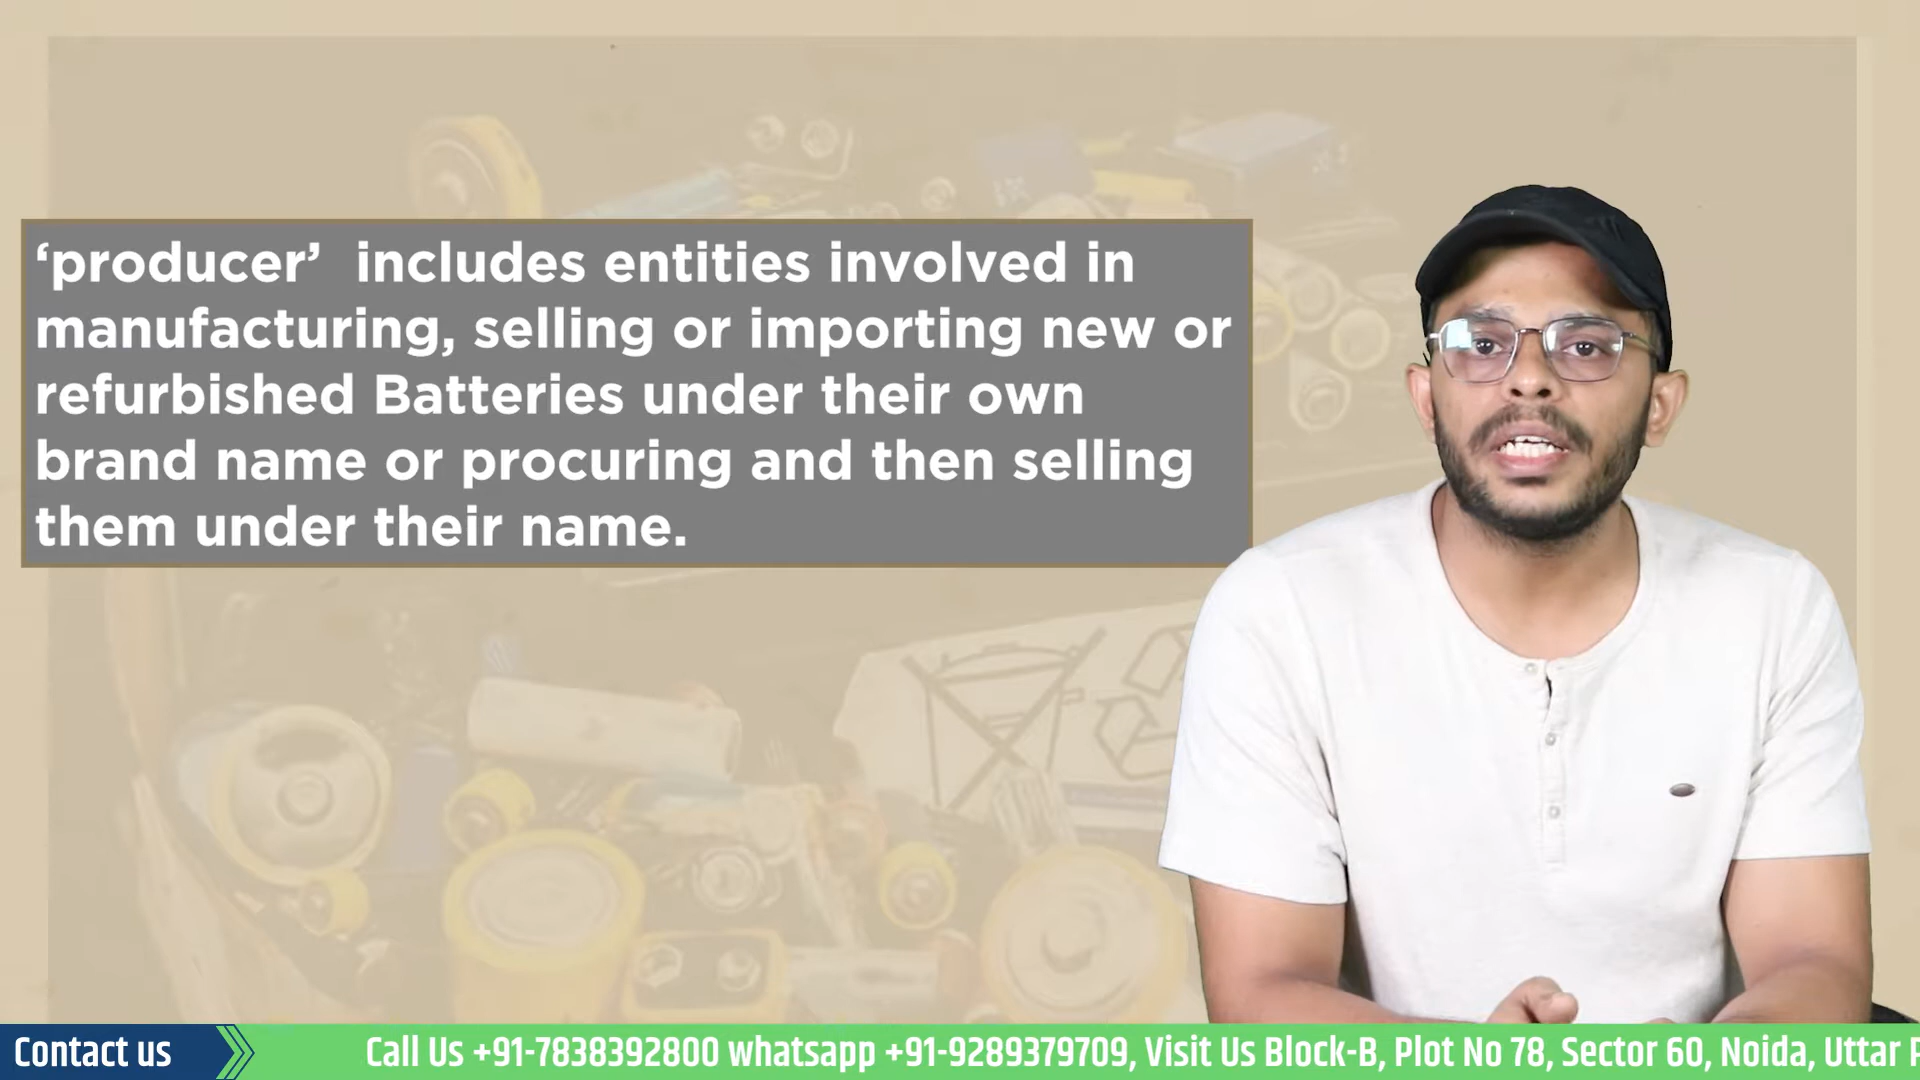 ‘producer’ includes entities involved in
manufacturing, selling or importing new or
refurbished Batteries under their own
brand name or procuring and then selling
them under their name.
Contact us
Call Us +91-7838392800 whatsapp +91-9289379709, Visit Us Block-B, Plot No 78, Sector 60, Noida, Uttar